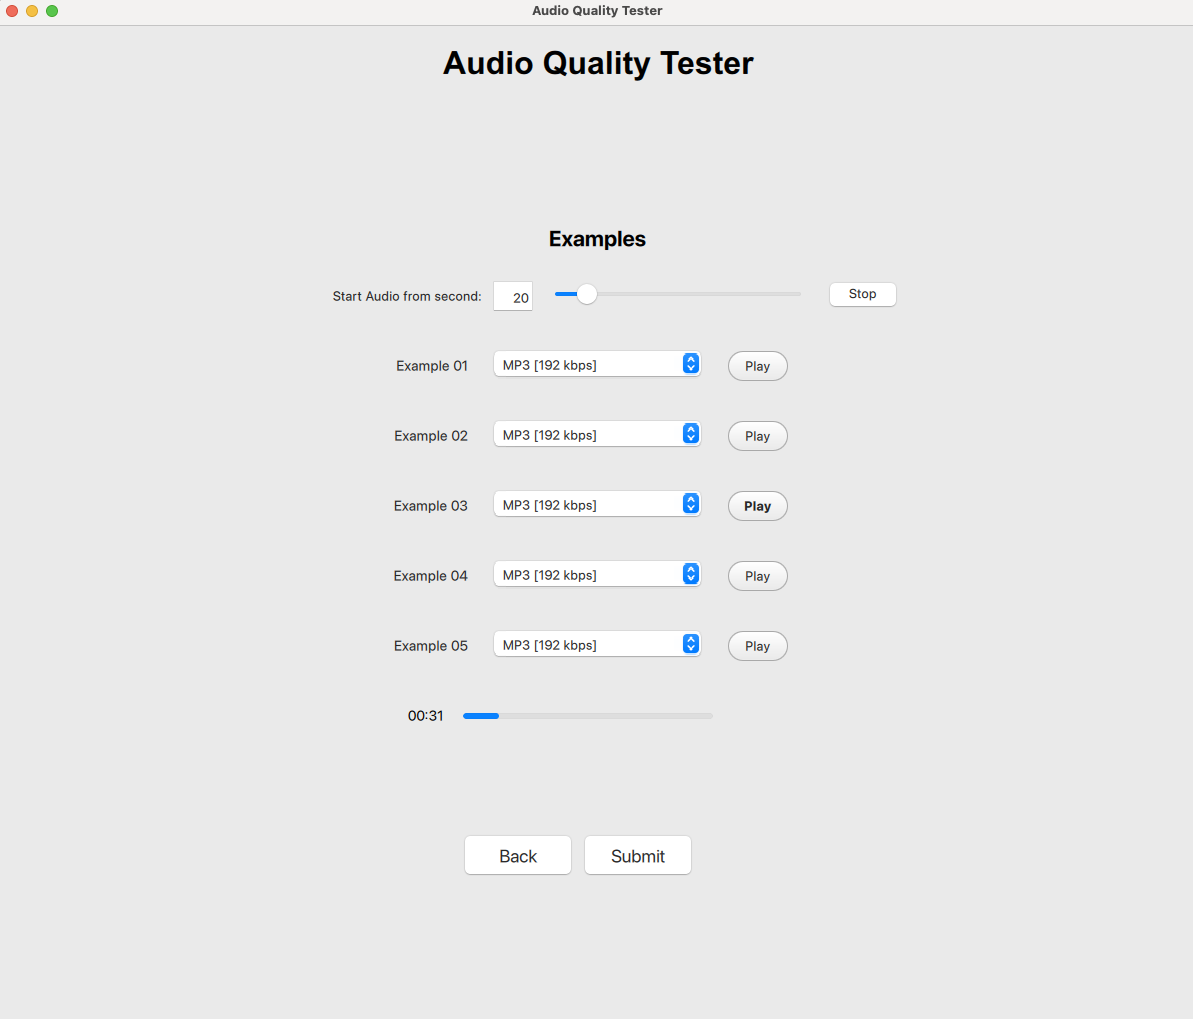 Audio Quality Tester
Audio Quality Tester
Examples
Start Audio from second: 20 Stop
Example 01 MP3 [192 kbps] Play
Example 02 MP3 [192 kbps] Play
Example 03 MP3 [192 kbps] Play
Example 04 MP3 [192 kbps] Play
Example 05 MP3 [192 kbps] Play
00:31
Back Submit